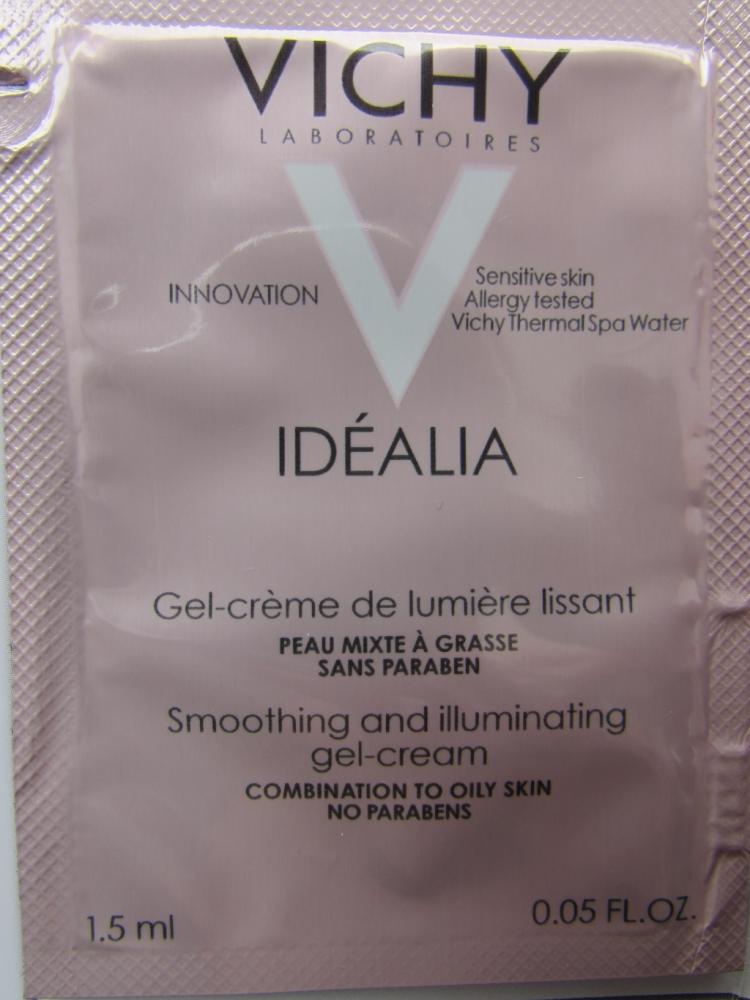 VICHY
LABORATOIRES
V
INNOVATION
Sensitive skin
Allergy tested
Vichy Thermal Spa Water
IDÉALIA
Gel-crème de lumière lissant
PEAU MIXTE À GRASSE
SANS PARABEN
Smoothing and illuminating
gel-cream
COMBINATION TO OILY SKIN
NO PARABENS
1.5 ml
0.05 FL.OZ.